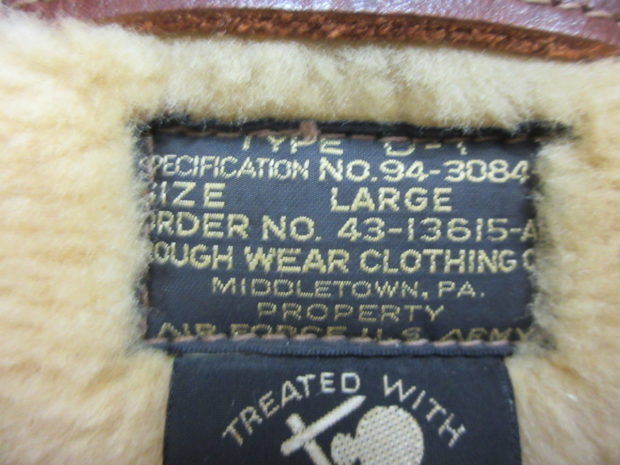 TYPE D-1
SPECIFICATION NO. 94-3084
SIZE LARGE
ORDER NO. 43-13615-A
ROUGH WEAR CLOTHING C
MIDDLETOWN, PA.
PROPERTY
AIR FORCE U.S. ARMY
TREATED WITH